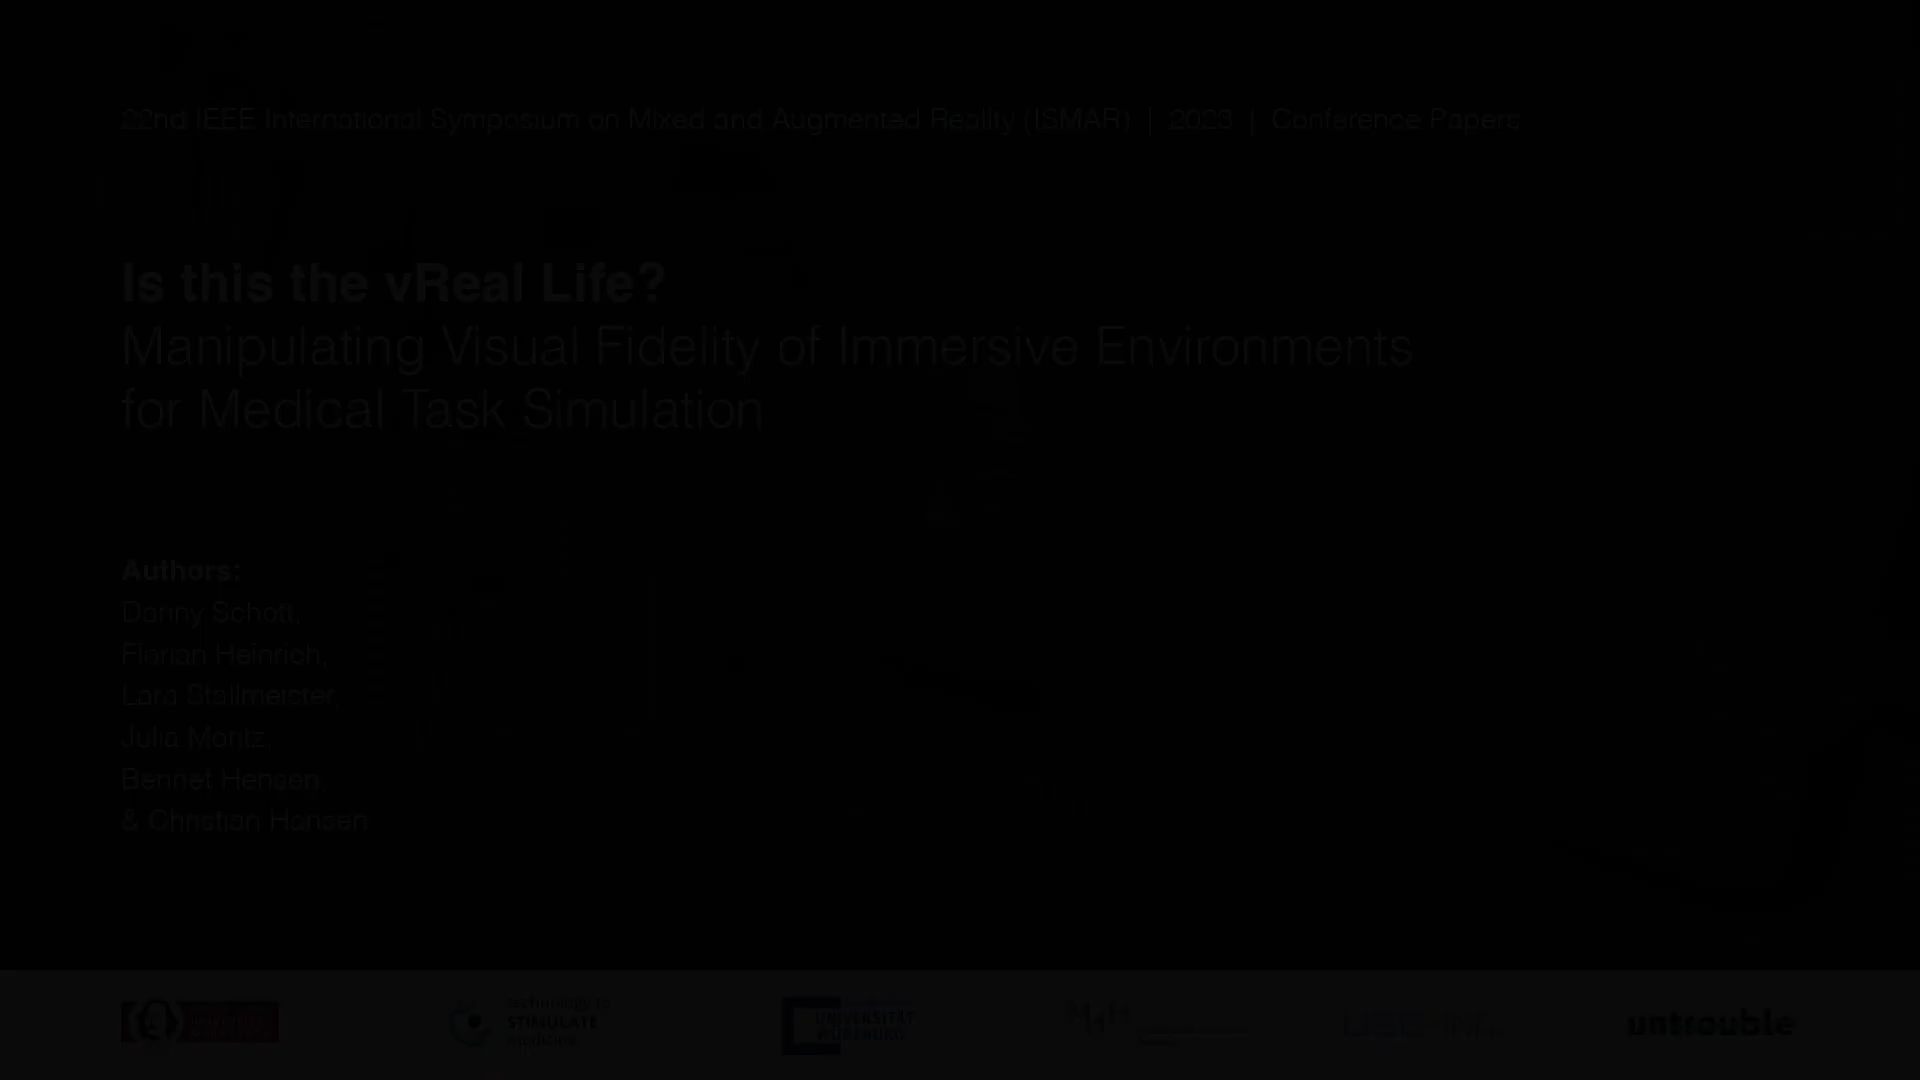 22nd IEEE International Symposium on Mixed and Augmented Reality (ISMAR) | 2023 | Conference Papers
Is this the vReal Life?
Manipulating Visual Fidelity of Immersive Environments
for Medical Task Simulation
Authors:
Danny Schott,
Florian Heinrich,
Lara Stallmeister,
Julia Moritz,
Bennet Hensen,
& Christian Hansen
STIMULATE
UNIVERSITÄT
WÜRZBURG
untrouble